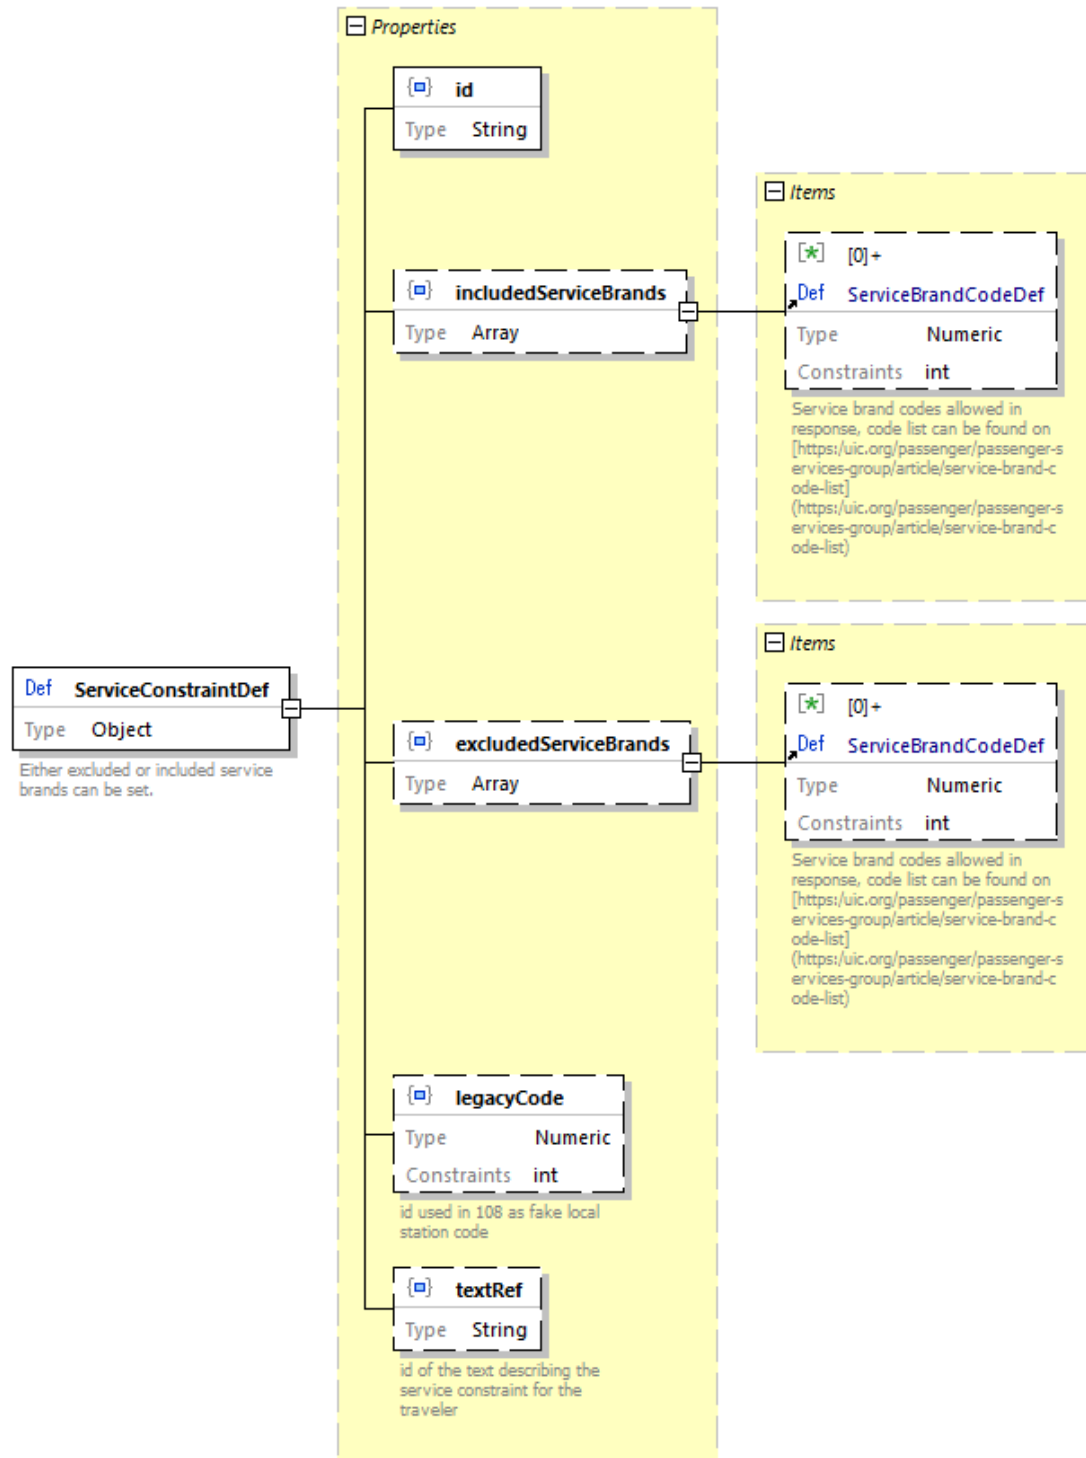 Properties
id
Type String
Items
[*] [0]+
Def ServiceBrandCodeDef
Type Numeric
Constraints int
Service brand codes allowed in
response, code list can be found on
[https:/uic.org/passenger/passenger-s
ervices-group/article/service-brand-c
ode-list]
(https:/uic.org/passenger/passenger-s
ervices-group/article/service-brand-c
ode-list)
includedServiceBrands
Type Array
Def ServiceConstraintDef
Type Object
Either excluded or included service
brands can be set.
Items
[*] [0]+
Def ServiceBrandCodeDef
Type Numeric
Constraints int
Service brand codes allowed in
response, code list can be found on
[https:/uic.org/passenger/passenger-s
ervices-group/article/service-brand-c
ode-list]
(https:/uic.org/passenger/passenger-s
ervices-group/article/service-brand-c
ode-list)
excludedServiceBrands
Type Array
legacyCode
Type Numeric
Constraints int
id used in 108 as fake local
station code
textRef
Type String
id of the text describing the
service constraint for the
traveler